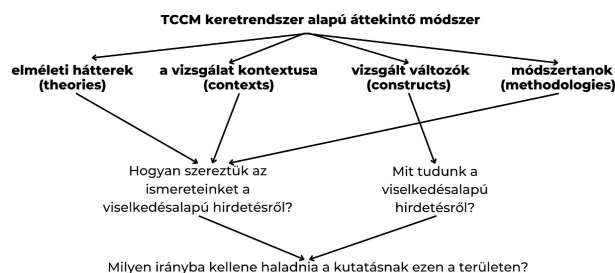 TCCM keretrendszer alapú áttekintő módszer
elméleti hátterek
(theories)
a vizsgálat kontextusa
(contexts)
vizsgált változók
(constructs)
módszertanok
(methodologies)
Hogyan szereztük az
ismereteinket a
viselkedésalapú hirdetésről?
Mit tudunk a
viselkedésalapú
hirdetésről?
Milyen irányba kellene haladnia a kutatásnak ezen a területen?